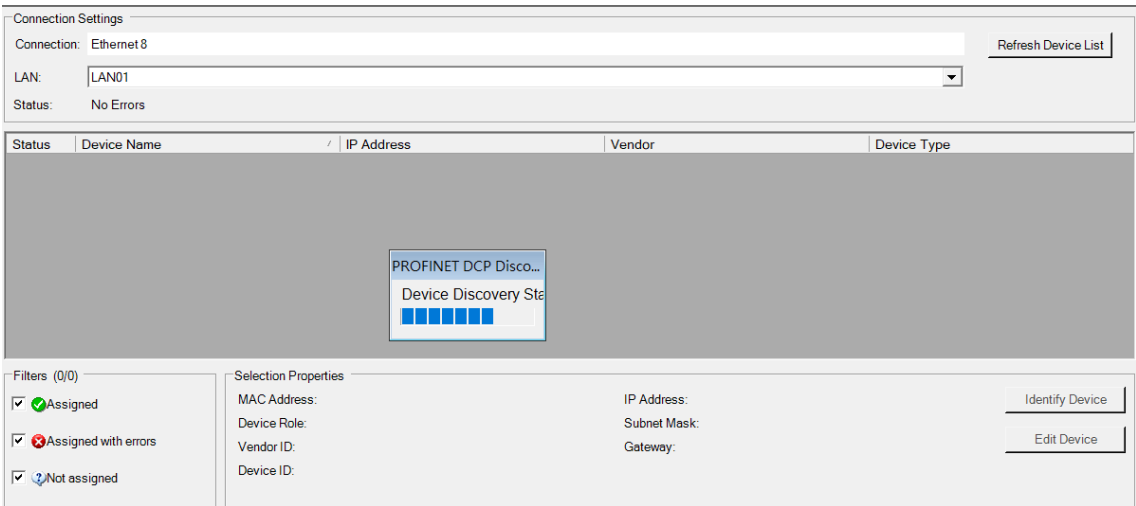 Connection Settings
Connection: Ethernet 8
Refresh Device List
LAN: LAN01
Status: No Errors
Status Device Name IP Address Vendor Device Type
PROFINET DCP Disco...
Device Discovery Sta
Filters (0/0)
Assigned
Assigned with errors
Not assigned
Selection Properties
MAC Address: IP Address:
Device Role: Subnet Mask:
Vendor ID: Gateway:
Device ID:
Identify Device
Edit Device